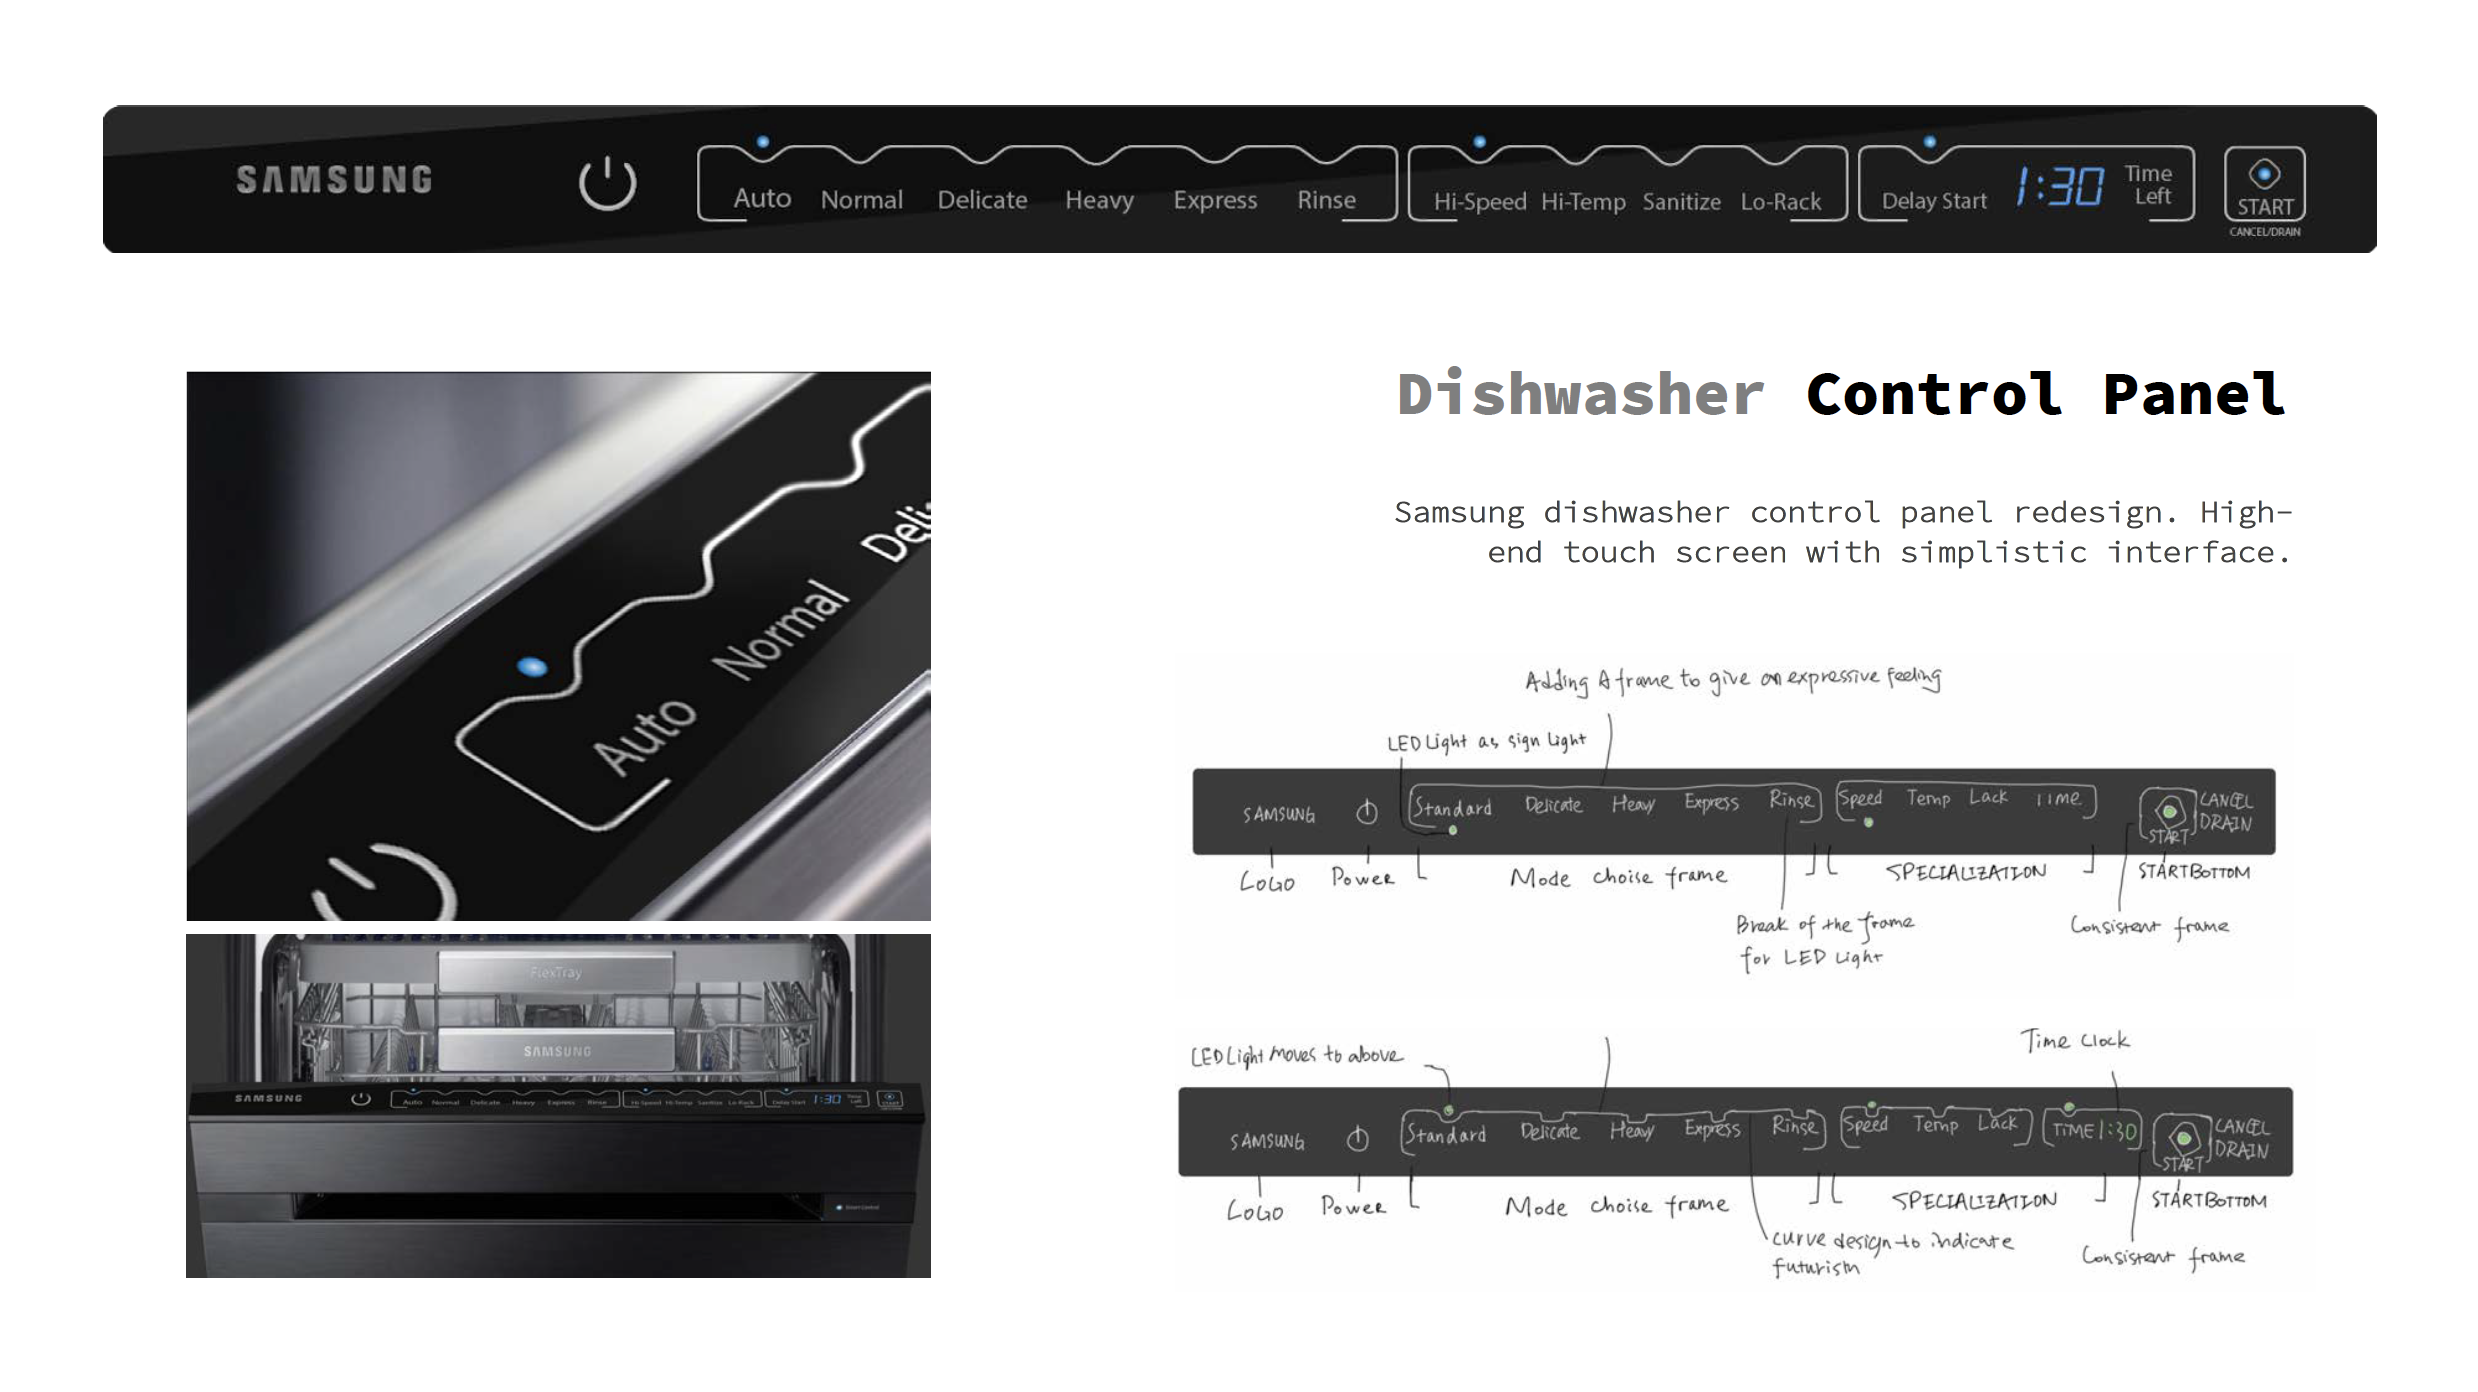 SAMSUNG
Auto Normal Delicate Heavy Express Rinse
Hi-Speed Hi-Temp Sanitize Lo-Rack
Delay Start 1:30 Time
Left
START
CANCEL/DRAIN
Auto Normal Deli
FlexTray
SAMSUNG
SAMSUNG
Auto Normal Delicate Heavy Express Rinse Hi-Speed Hi-Temp Sanitize Lo-Rack Delay Start 1:30 Time
Left
START
Smart Control
Dishwasher Control Panel
Samsung dishwasher control panel redesign. High-
end touch screen with simplistic interface.
Adding A frame to give an expressive feeling
LED Light as sign light
SAMSUNG Standard Delicate Heavy Express Rinse Speed Temp Lack TIME START CANCEL
DRAIN
LOGO Power Mode choise frame SPECIALIZATION STARTBOTTOM
Break of the frame
for LED Light
Consistent frame
LED Light moves to above
Time Clock
SAMSUNG Standard Delicate Heavy Express Rinse Speed Temp Lack TIME 1:30 START CANCEL
DRAIN
LOGO Power Mode choise frame SPECIALIZATION STARTBOTTOM
curve design to indicate
futurism
Consistent frame